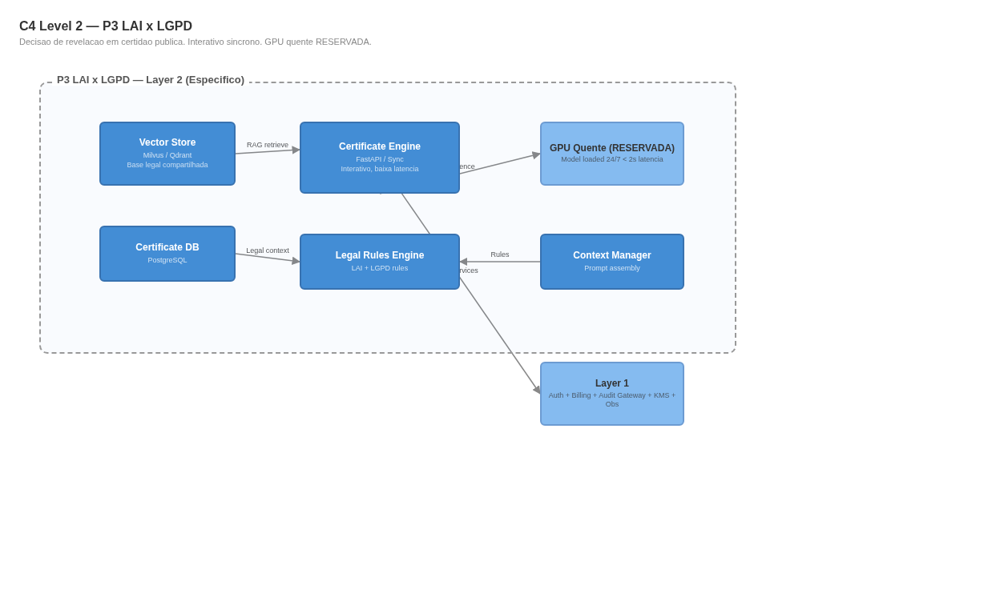 C4 Level 2 — P3 LAI x LGPD
Decisao de revelacao em certidao publica. Interativo sincrono. GPU quente RESERVADA.
P3 LAI x LGPD — Layer 2 (Especifico)
Vector Store
Milvus / Qdrant
Base legal compartilhada
RAG retrieve
Certificate Engine
FastAPI / Sync
Interativo, baixa latencia
GPU Quente (RESERVADA)
Model loaded 24/7 < 2s latencia
Certificate DB
PostgreSQL
Legal context
Legal Rules Engine
LAI + LGPD rules
Rules
Context Manager
Prompt assembly
Layer 1
Auth + Billing + Audit Gateway + KMS +
Obs